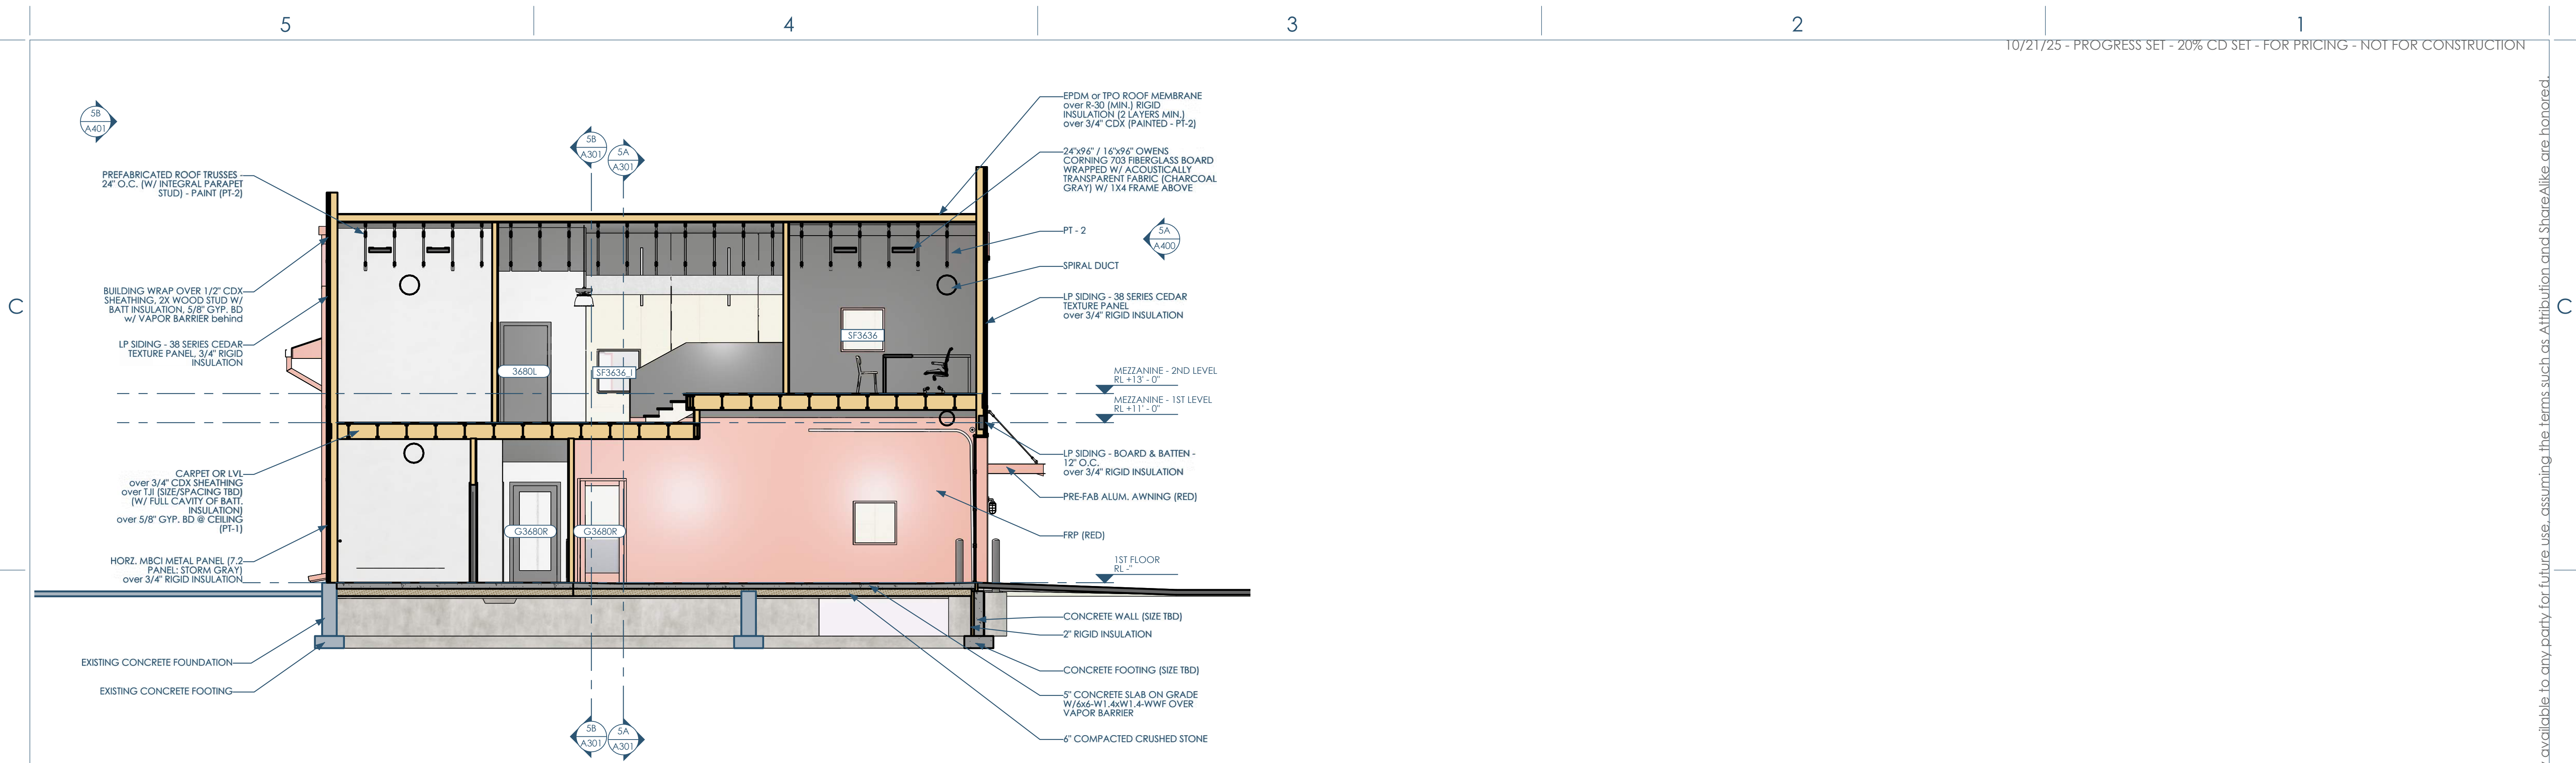 5
4
3
2
1
10/21/25 - PROGRESS SET - 20% CD SET - FOR PRICING - NOT FOR CONSTRUCTION
C
C
5B
A401
5B
A301
5A
A301
PREFABRICATED ROOF TRUSSES
24" O.C. (W/ INTEGRAL PARAPET
STUD) - PAINT (PT-2)
BUILDING WRAP OVER 1/2" CDX
SHEATHING, 2X WOOD STUD W/
BATT INSULATION, 5/8" GYP. BD
w/ VAPOR BARRIER behind
LP SIDING - 38 SERIES CEDAR
TEXTURE PANEL, 3/4" RIGID
INSULATION
CARPET OR LVL
over 3/4" CDX SHEATHING
over TJI (SIZE/SPACING TBD)
(W/ FULL CAVITY OF BATT.
INSULATION)
over 5/8" GYP. BD @ CEILING
(PT-1)
HORZ. MBCI METAL PANEL (7.2
PANEL: STORM GRAY)
over 3/4" RIGID INSULATION
EXISTING CONCRETE FOUNDATION
EXISTING CONCRETE FOOTING
3680L
SF3636_I
SF3636
G3680R
G3680R
EPDM or TPO ROOF MEMBRANE
over R-30 (MIN.) RIGID
INSULATION (2 LAYERS MIN.)
over 3/4" CDX (PAINTED - PT-2)
24"x96" / 16"x96" OWENS
CORNING 703 FIBERGLASS BOARD
WRAPPED W/ ACOUSTICALLY
TRANSPARENT FABRIC (CHARCOAL
GRAY) W/ 1X4 FRAME ABOVE
PT - 2
5A
A400
SPIRAL DUCT
LP SIDING - 38 SERIES CEDAR
TEXTURE PANEL
over 3/4" RIGID INSULATION
MEZZANINE - 2ND LEVEL
RL +13' - 0"
MEZZANINE - 1ST LEVEL
RL +11' - 0"
LP SIDING - BOARD & BATTEN -
12" O.C.
over 3/4" RIGID INSULATION
PRE-FAB ALUM. AWNING (RED)
FRP (RED)
1ST FLOOR
RL -"
CONCRETE WALL (SIZE TBD)
2" RIGID INSULATION
CONCRETE FOOTING (SIZE TBD)
5" CONCRETE SLAB ON GRADE
W/6x6-W1.4xW1.4-WWF OVER
VAPOR BARRIER
6" COMPACTED CRUSHED STONE
5B
A301
5A
A301
available to any party for future use, assuming the terms such as Attribution and ShareAlike are honored.